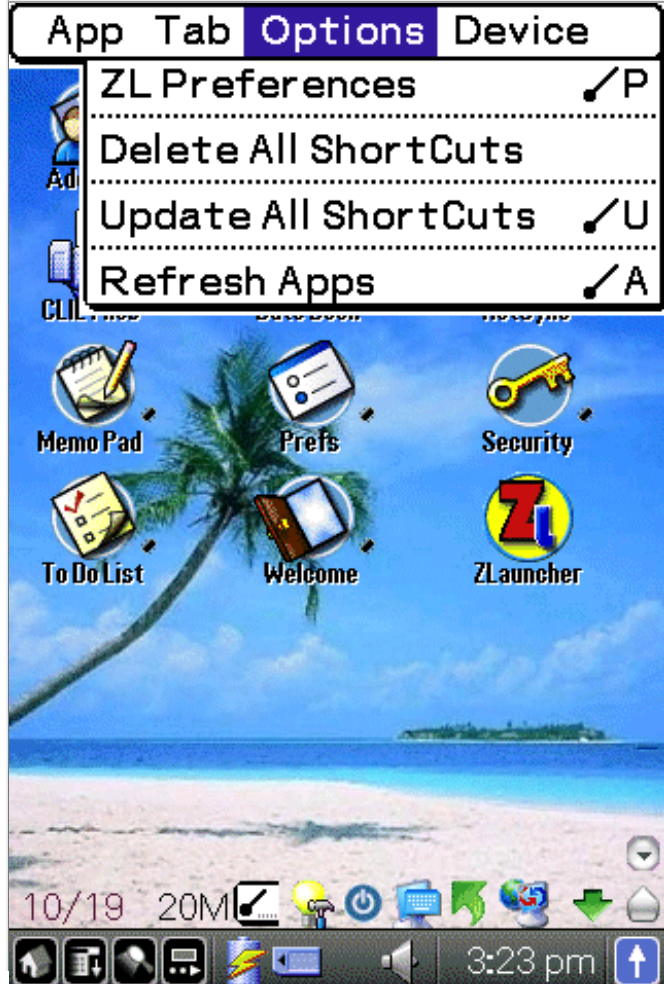 App Tab Options Device
ZL Preferences P
Delete All ShortCuts
Update All ShortCuts U
Refresh Apps A
Memo Pad Prefs Security
To Do List Welcome ZLauncher
10/19 20M
3:23 pm